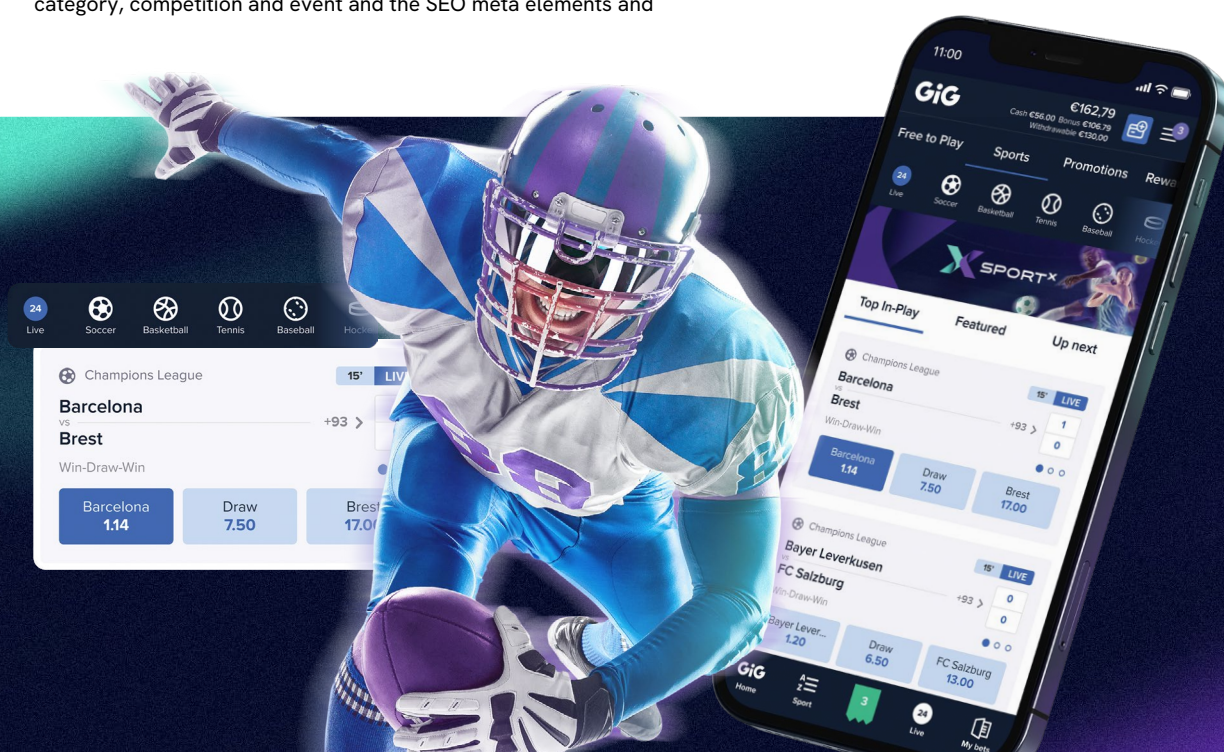 category, competition and event and the SEO meta elements and
24
Live
Soccer
Basketball
Tennis
Baseball
Champions League
15'
Barcelona
vs
Brest
+93 >
Win-Draw-Win
Barcelona
1.14
Draw
7.50
Brest
11:00
GiG
€162,79
Cash €56.00 Bonus €106.79
Withdrawable €130,00
3
Free to Play
Sports
Promotions
24
Live
Soccer
Basketball
Tennis
Baseball
X SPORTX
Top In-Play
Featured
Up next
Champions League
15' LIVE
Barcelona
vs
Brest
+93 >
1
0
Win-Draw-Win
Barcelona
1.14
Draw
7.50
Brest
17.00
Champions League
15' LIVE
Bayer Leverkusen
vs
FC Salzburg
+93 >
0
0
Win-Draw-Win
Bayer Lever...
1.20
Draw
6.50
FC Salzburg
13.00
GiG
Home
A
Z
Sport
3
24
Live
My bets